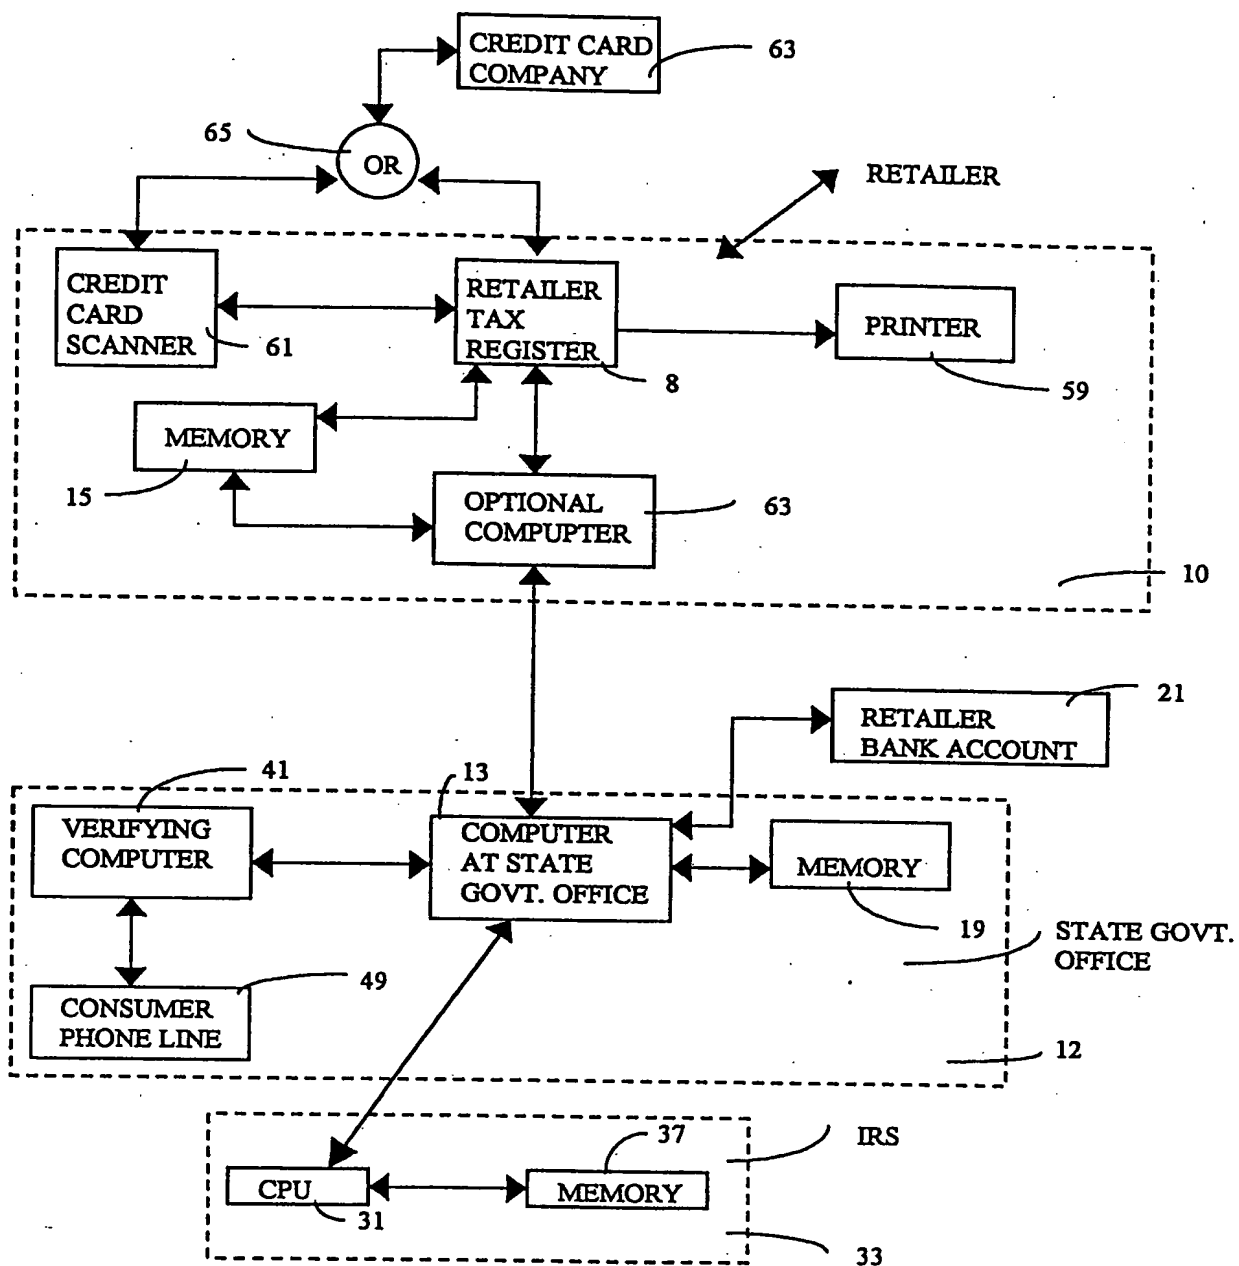 CREDIT CARD
COMPANY
63
65
OR
RETAILER
CREDIT
CARD
SCANNER
61
RETAILER
TAX
REGISTER
8
PRINTER
59
MEMORY
15
OPTIONAL
COMPUPTER
63
10
21
RETAILER
BANK ACCOUNT
41
13
VERIFYING
COMPUTER
COMPUTER
AT STATE
GOVT. OFFICE
MEMORY
19
STATE GOVT.
OFFICE
49
CONSUMER
PHONE LINE
12
37
IRS
CPU
31
MEMORY
33